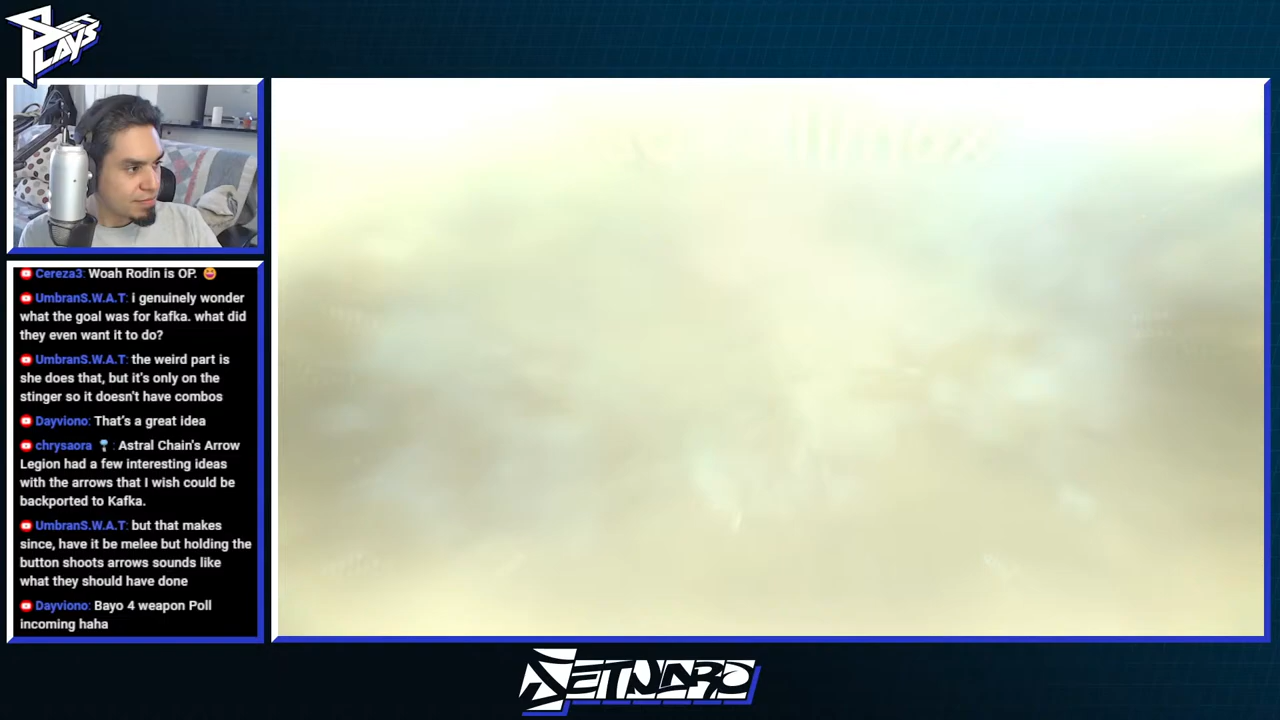 SET
PLAYS
Cereza3: Woah Rodin is OP. 😄
UmbranS.W.A.T: i genuinely wonder
what the goal was for kafka. what did
they even want it to do?
UmbranS.W.A.T: the weird part is
she does that, but it's only on the
stinger so it doesn't have combos
Dayviono: That's a great idea
chrysaora : Astral Chain's Arrow
Legion had a few interesting ideas
with the arrows that I wish could be
backported to Kafka.
UmbranS.W.A.T: but that makes
since, have it be melee but holding the
button shoots arrows sounds like
what they should have done
Dayviono: Bayo 4 weapon Poll
incoming haha
SETNARO